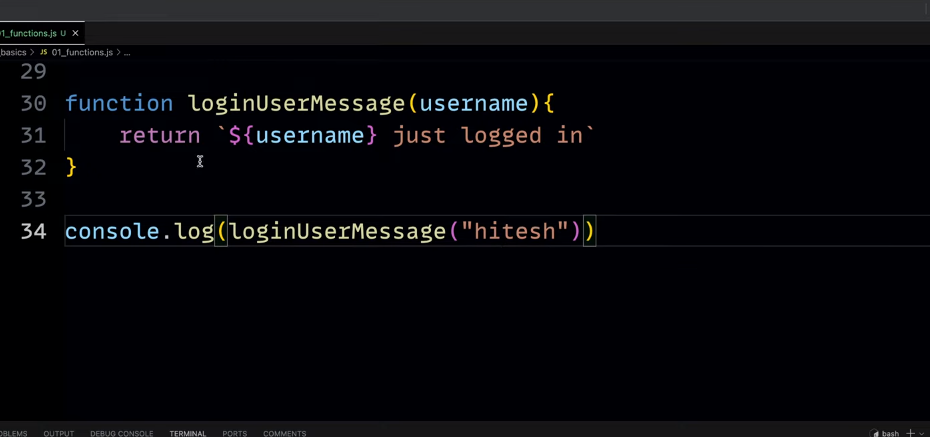 01_functions.js U ×
basics > JS 01_functions.js > ...
29
30 function loginUserMessage(username){
31     return `${username} just logged in`
32 }
33
34 console.log(loginUserMessage("hitesh"))
OUTPUT DEBUG CONSOLE TERMINAL PORTS COMMENTS bash